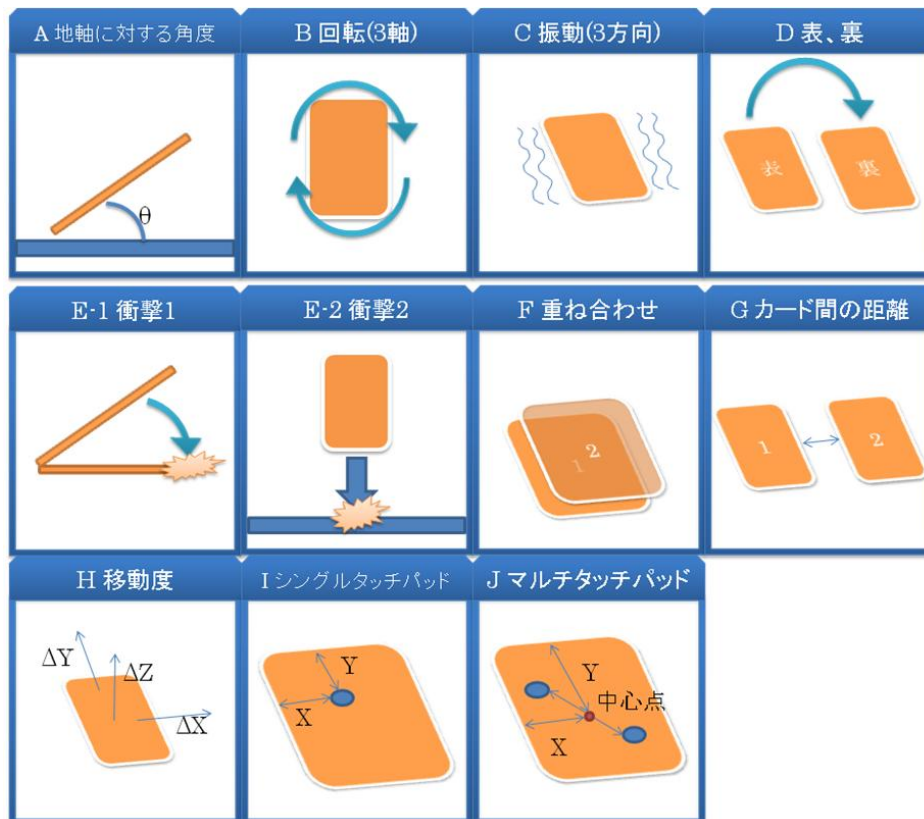 A 地軸に対する角度
B 回転(3軸)
C 振動(3方向)
D 表、裏
θ
表
裏
E-1 衝撃1
E-2 衝撃2
F 重ね合わせ
G カード間の距離
1
2
1
2
H 移動度
I シングルタッチパッド
J マルチタッチパッド
ΔY
ΔZ
ΔX
Y
X
Y
中心点
X